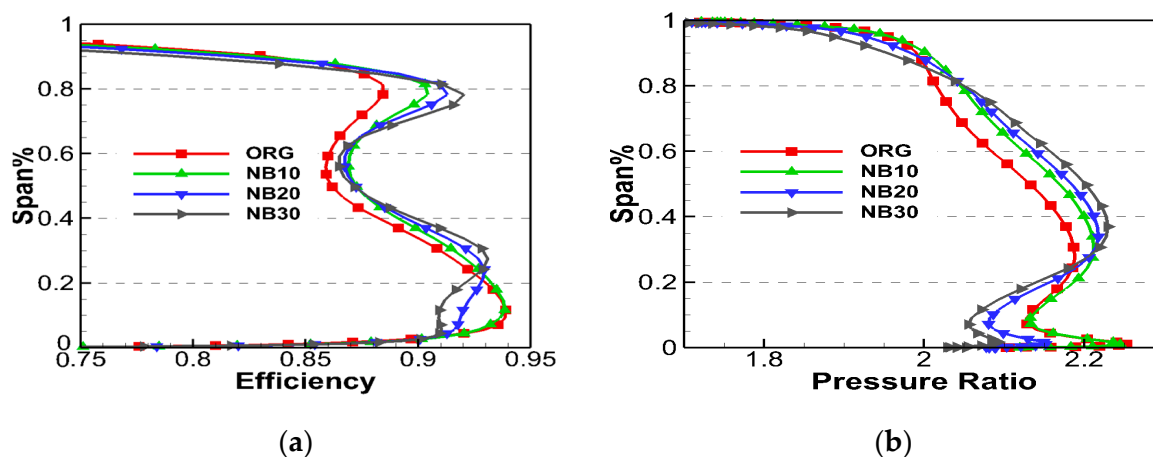 1
0.8
0.6
0.4
0.2
0
Span%
ORG
NB10
NB20
NB30
0.75 0.8 0.85 0.9 0.95
Efficiency
(a)
1
0.8
0.6
0.4
0.2
0
Span%
ORG
NB10
NB20
NB30
1.8 2 2.2
Pressure Ratio
(b)